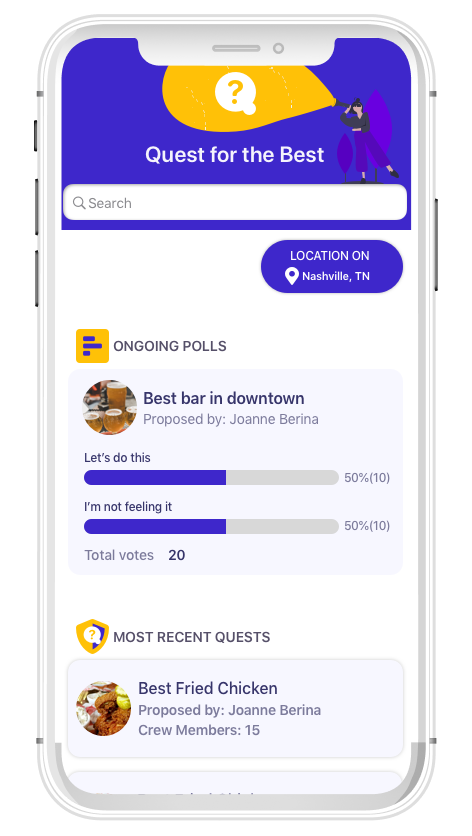 ?
Quest for the Best
Search
LOCATION ON
Nashville, TN
ONGOING POLLS
Best bar in downtown
Proposed by: Joanne Berina
Let's do this
50%(10)
I'm not feeling it
50%(10)
Total votes 20
?
MOST RECENT QUESTS
Best Fried Chicken
Proposed by: Joanne Berina
Crew Members: 15